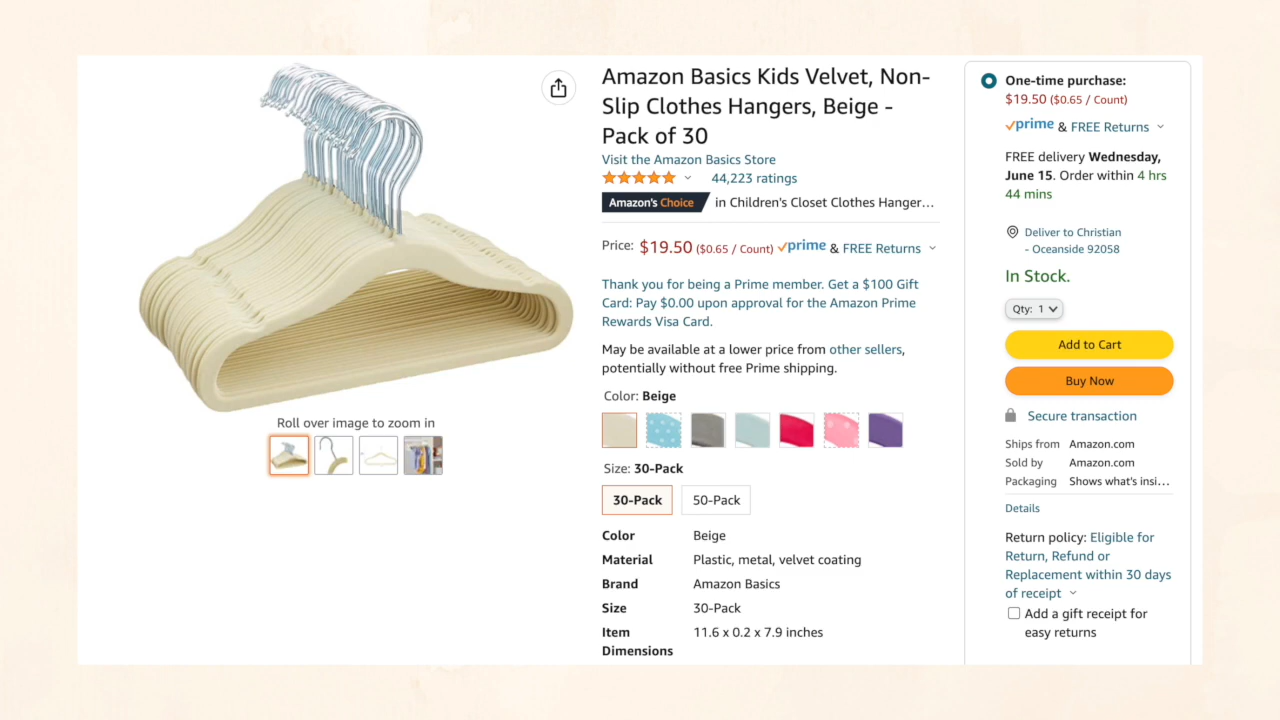 Amazon Basics Kids Velvet, Non-
Slip Clothes Hangers, Beige -
Pack of 30
Visit the Amazon Basics Store
44,223 ratings
Amazon's Choice in Children's Closet Clothes Hanger...
Price: $19.50 ($0.65 / Count) prime & FREE Returns
Thank you for being a Prime member. Get a $100 Gift
Card: Pay $0.00 upon approval for the Amazon Prime
Rewards Visa Card.
May be available at a lower price from other sellers,
potentially without free Prime shipping.
Color: Beige
Size: 30-Pack
30-Pack 50-Pack
Color Beige
Material Plastic, metal, velvet coating
Brand Amazon Basics
Size 30-Pack
Item 11.6 x 0.2 x 7.9 inches
Dimensions
Roll over image to zoom in
One-time purchase:
$19.50 ($0.65 / Count)
prime & FREE Returns
FREE delivery Wednesday,
June 15. Order within 4 hrs
44 mins
Deliver to Christian
- Oceanside 92058
In Stock.
Qty: 1
Add to Cart
Buy Now
Secure transaction
Ships from Amazon.com
Sold by Amazon.com
Packaging Shows what's insi...
Details
Return policy: Eligible for
Return, Refund or
Replacement within 30 days
of receipt
Add a gift receipt for
easy returns